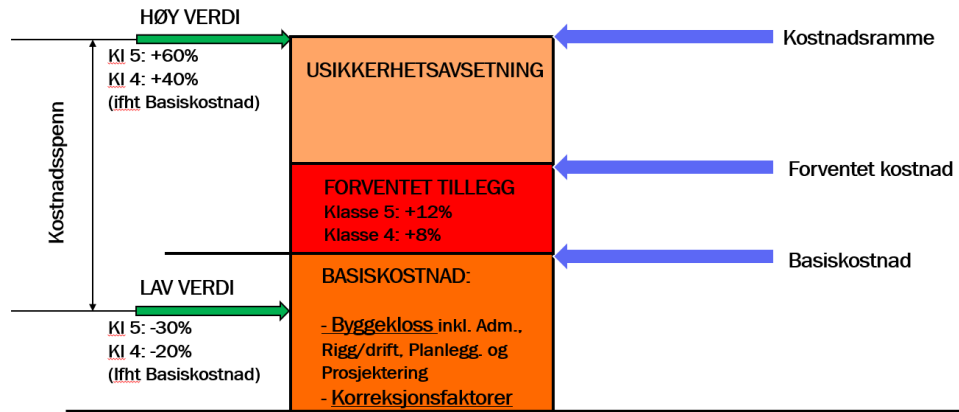 HØY VERDI
Kl 5: +60%
Kl 4: +40%
(ifht Basiskostnad)
Kostnadsspenn
LAV VERDI
Kl 5: -30%
Kl 4: -20%
(Ifht Basiskostnad)
USIKKERHETSAVSETNING
FORVENTET TILLEGG
Klasse 5: +12%
Klasse 4: +8%
BASISKOSTNAD:
- Byggekloss inkl. Adm.,
Rigg/drift, Planlegg. og
Prosjektering
- Korreksjonsfaktorer
Kostnadsramme
Forventet kostnad
Basiskostnad